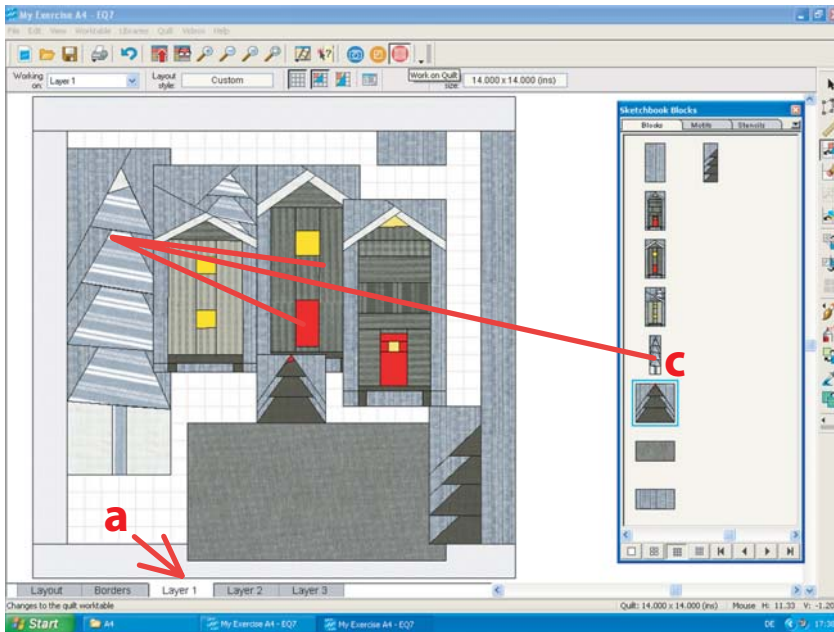 My Exercise A4 - EQ7
File Edit View Worktable Libraries Quilt Videos Help
Working on: Layer 1 Layout style: Custom Work on Quilt size: 14.000 x 14.000 (ins)
Sketchbook Blocks
Blocks Motifs Stencils
c
a
Layout Borders Layer 1 Layer 2 Layer 3
Changes to the quilt worktable Quilt: 14.000 x 14.000 (ins) Mouse H: 11.33 V: -1.20
Start A4 My Exercise A4 - EQ7 My Exercise A4 - EQ7 DE